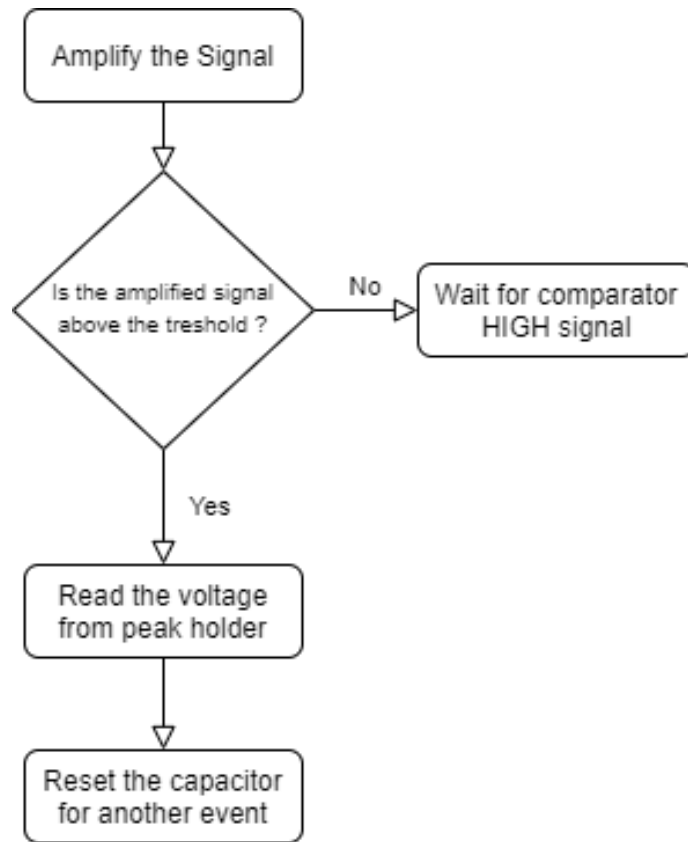 Amplify the Signal
Is the amplified signal
above the treshold ?
No
Wait for comparator
HIGH signal
Yes
Read the voltage
from peak holder
Reset the capacitor
for another event